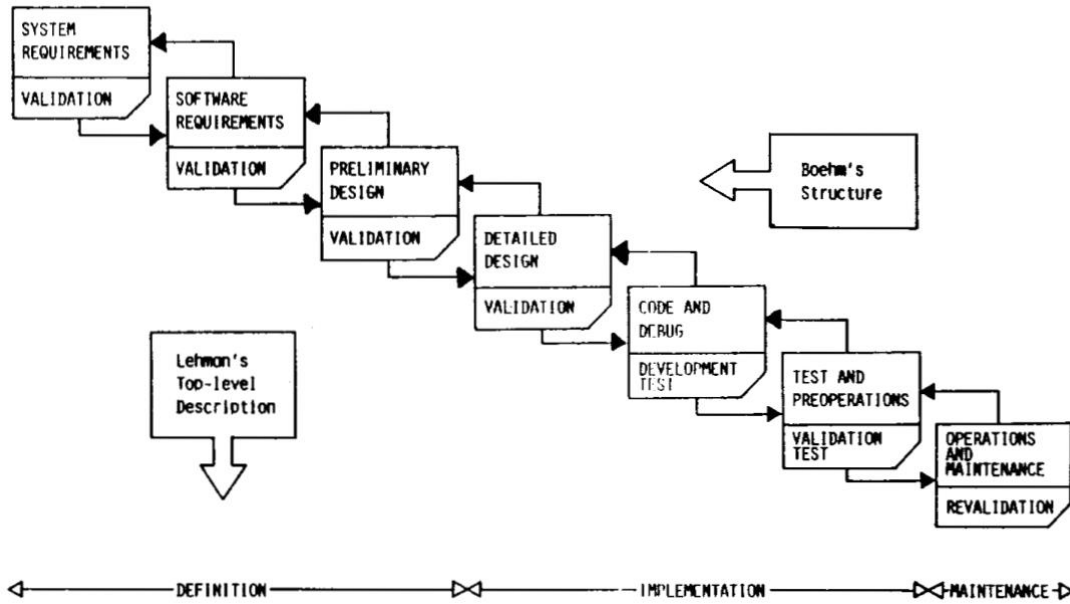 SYSTEM
REQUIREMENTS
VALIDATION
SOFTWARE
REQUIREMENTS
VALIDATION
PRELIMINARY
DESIGN
VALIDATION
DETAILED
DESIGN
VALIDATION
CODE AND
DEBUG
DEVELOPMENT
TEST
TEST AND
PREOPERATIONS
VALIDATION
TEST
OPERATIONS
AND
MAINTENANCE
REVALIDATION
Boehm's
Structure
Lehman's
Top-level
Description
DEFINITION
IMPLEMENTATION
MAINTENANCE